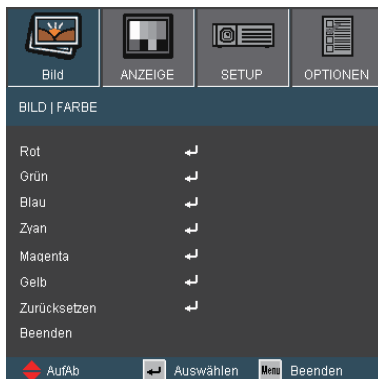 Bild ANZEIGE SETUP OPTIONEN
BILD | FARBE
Rot
Grün
Blau
Zyan
Magenta
Gelb
Zurücksetzen
Beenden
AufAb Auswählen Menu Beenden